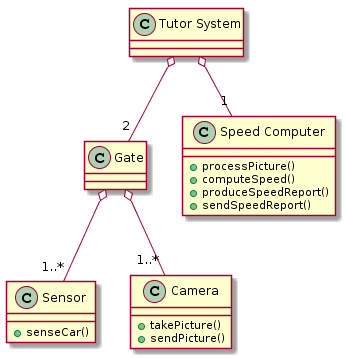 C Tutor System
2
1
C Gate
C Speed Computer
processPicture()
computeSpeed()
produceSpeedReport()
sendSpeedReport()
1..*
1..*
C Sensor
senseCar()
C Camera
takePicture()
sendPicture()